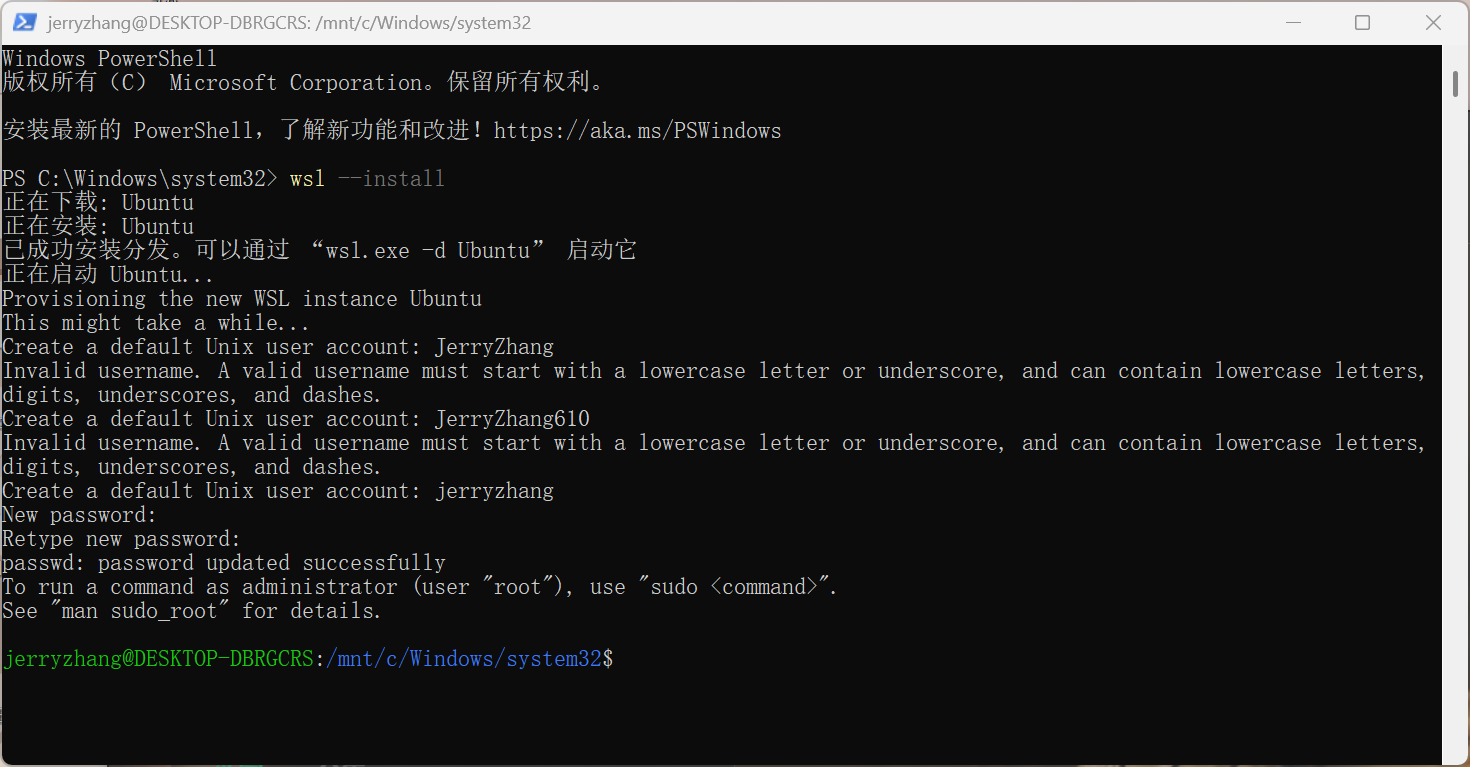 jerryzhang@DESKTOP-DBRGCRS: /mnt/c/Windows/system32
Windows PowerShell
版权所有（C） Microsoft Corporation。保留所有权利。
安装最新的 PowerShell，了解新功能和改进！https://aka.ms/PSWindows
PS C:\Windows\system32> wsl --install
正在下载: Ubuntu
正在安装: Ubuntu
已成功安装分发。可以通过 “wsl.exe -d Ubuntu” 启动它
正在启动 Ubuntu...
Provisioning the new WSL instance Ubuntu
This might take a while...
Create a default Unix user account: JerryZhang
Invalid username. A valid username must start with a lowercase letter or underscore, and can contain lowercase letters,
digits, underscores, and dashes.
Create a default Unix user account: JerryZhang610
Invalid username. A valid username must start with a lowercase letter or underscore, and can contain lowercase letters,
digits, underscores, and dashes.
Create a default Unix user account: jerryzhang
New password:
Retype new password:
passwd: password updated successfully
To run a command as administrator (user "root"), use "sudo <command>".
See "man sudo_root" for details.
jerryzhang@DESKTOP-DBRGCRS:/mnt/c/Windows/system32$